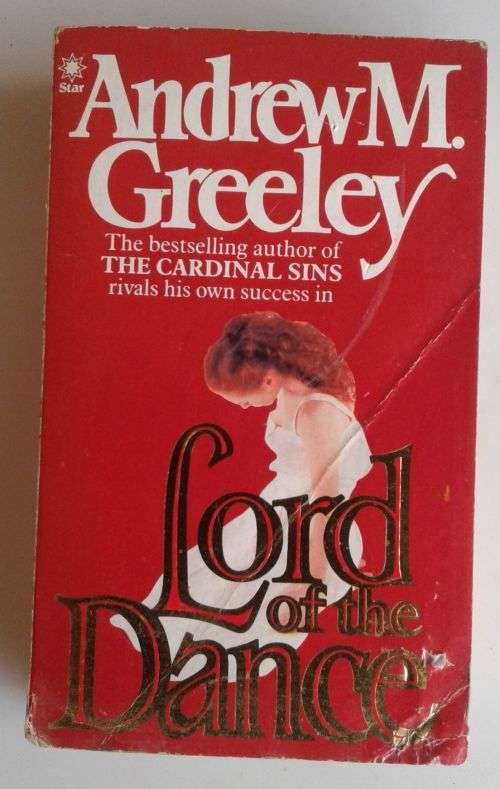 Star
Andrew M.
Greeley
The bestselling author of
THE CARDINAL SINS
rivals his own success in
Lord
of the
Dance